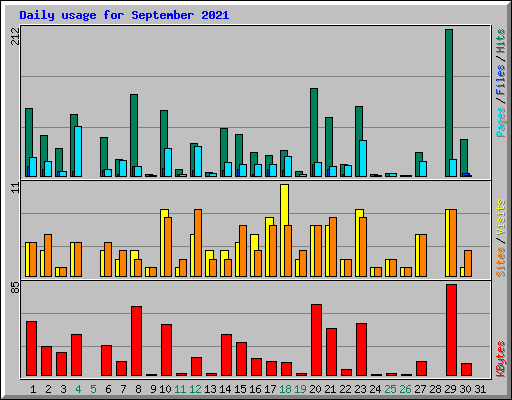 Daily usage for September 2021
212
Pages / Files / Hits
11
Sites / Visits
85
KBytes
1 2 3 4 5 6 7 8 9 10 11 12 13 14 15 16 17 18 19 20 21 22 23 24 25 26 27 28 29 30 31